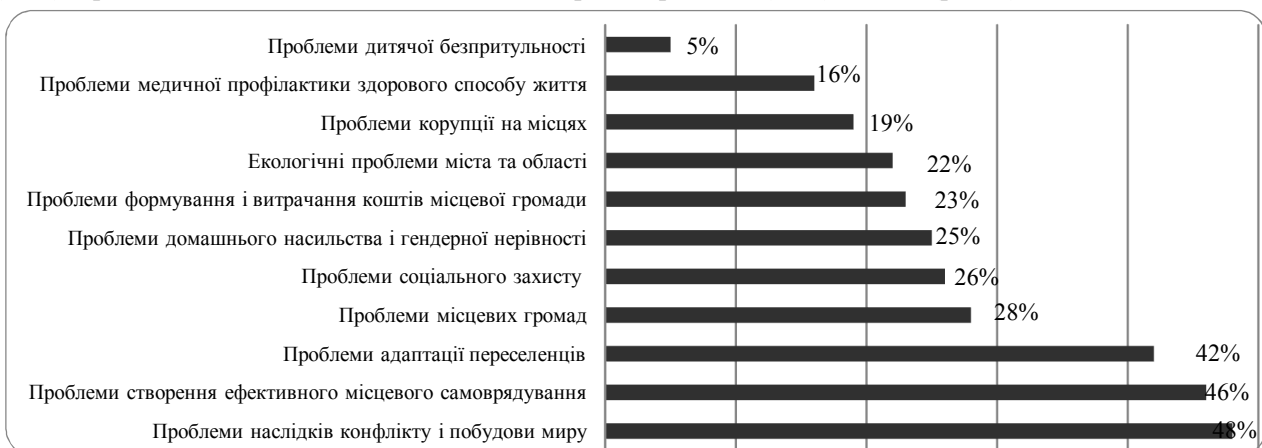 Проблеми дитячої безпритульності 5%
Проблеми медичної профілактики здорового способу життя 16%
Проблеми корупції на місцях 19%
Екологічні проблеми міста та області 22%
Проблеми формування і витрачання коштів місцевої громади 23%
Проблеми домашнього насильства і гендерної нерівності 25%
Проблеми соціального захисту 26%
Проблеми місцевих громад 28%
Проблеми адаптації переселенців 42%
Проблеми створення ефективного місцевого самоврядування 46%
Проблеми наслідків конфлікту і побудови миру 48%